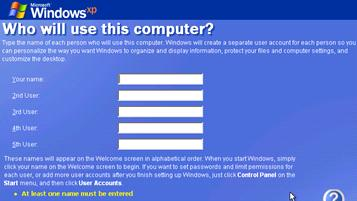 Microsoft
Windows xp
Who will use this computer?
Type the name of each person who will use this computer. Windows will create a separate user account for each person so you
can personalize the way you want Windows to organize and display information, protect your files and computer settings, and
customize the desktop.
Your name:
2nd User:
3rd User:
4th User:
5th User:
These names will appear on the Welcome screen in alphabetical order. When you start Windows, simply
click your name on the Welcome screen to begin. If you want to set passwords and limit permissions for
each user, or add more user accounts after you finish setting up Windows, just click Control Panel on the
Start menu, and then click User Accounts.
• At least one name must be entered
?